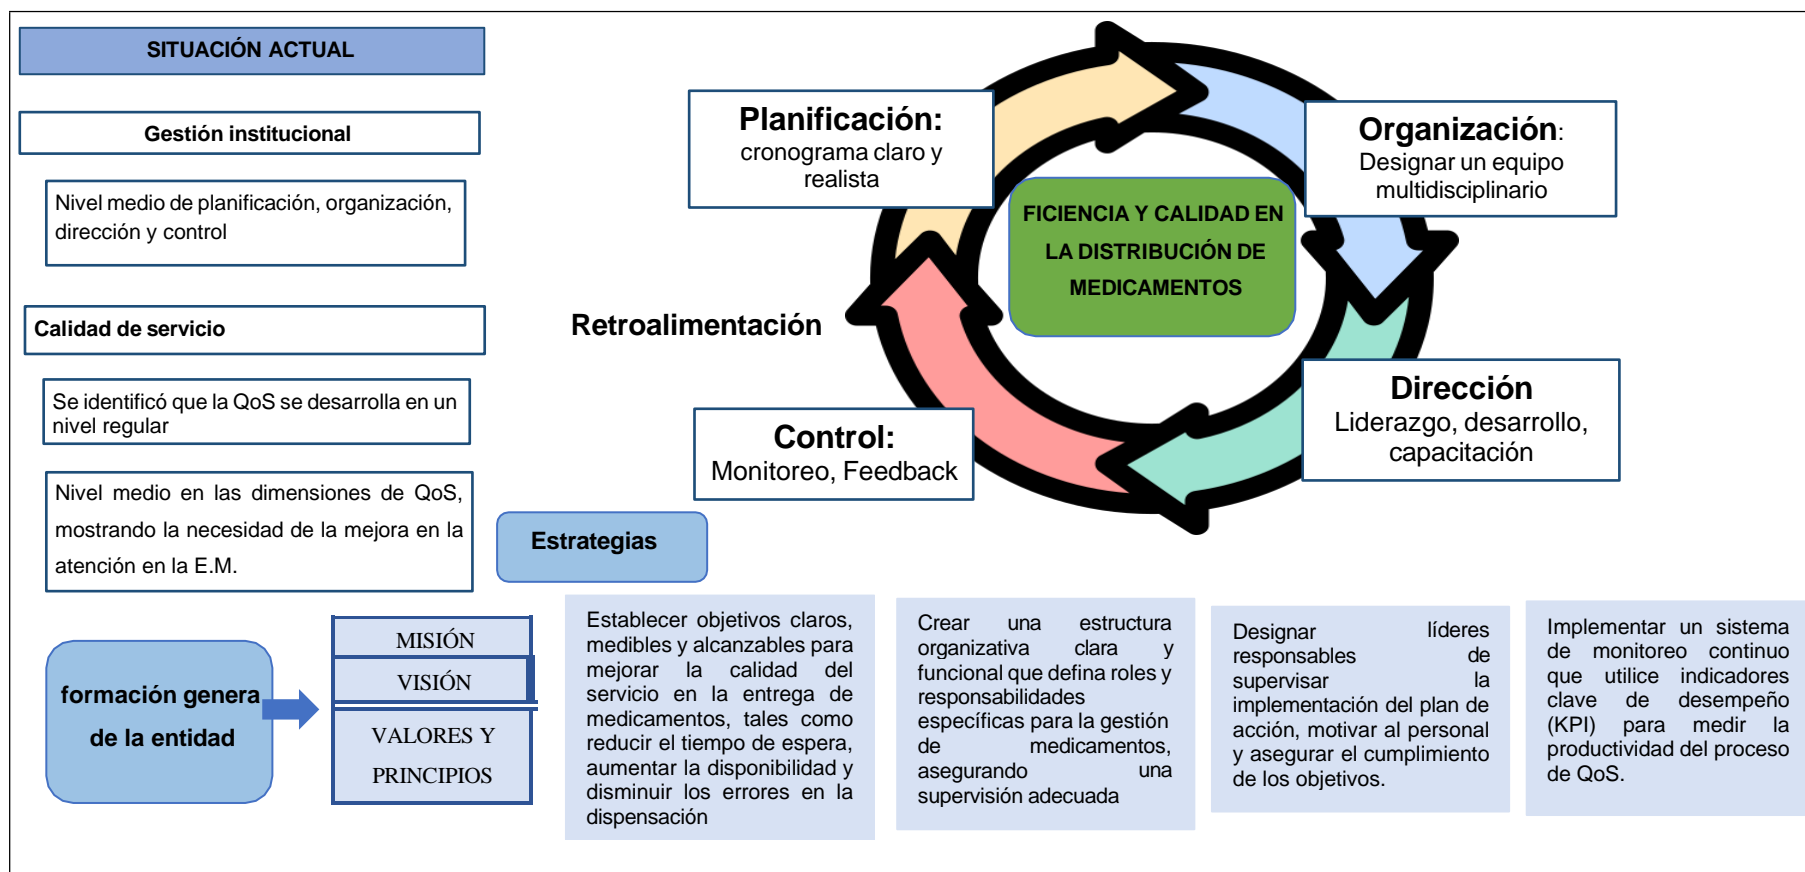 SITUACIÓN ACTUAL
Gestión institucional
Nivel medio de planificación, organización,
dirección y control
Calidad de servicio
Se identificó que la QoS se desarrolla en un
nivel regular
Nivel medio en las dimensiones de QoS,
mostrando la necesidad de la mejora en la
atención en la E.M.
Planificación:
cronograma claro y
realista
Organización:
Designar un equipo
multidisciplinario
FICIENCIA Y CALIDAD EN
LA DISTRIBUCIÓN DE
MEDICAMENTOS
Retroalimentación
Dirección
Liderazgo, desarrollo,
capacitación
Control:
Monitoreo, Feedback
Estrategias
formación genera
de la entidad
MISIÓN
VISIÓN
VALORES Y
PRINCIPIOS
Establecer objetivos claros,
medibles y alcanzables para
mejorar la calidad del
servicio en la entrega de
medicamentos, tales como
reducir el tiempo de espera,
aumentar la disponibilidad y
disminuir los errores en la
dispensación
Crear una estructura
organizativa clara y
funcional que defina roles y
responsabilidades
específicas para la gestión
de medicamentos,
asegurando una
supervisión adecuada
Designar líderes
responsables de
supervisar la
implementación del plan de
acción, motivar al personal
y asegurar el cumplimiento
de los objetivos.
Implementar un sistema
de monitoreo continuo
que utilice indicadores
clave de desempeño
(KPI) para medir la
productividad del proceso
de QoS.